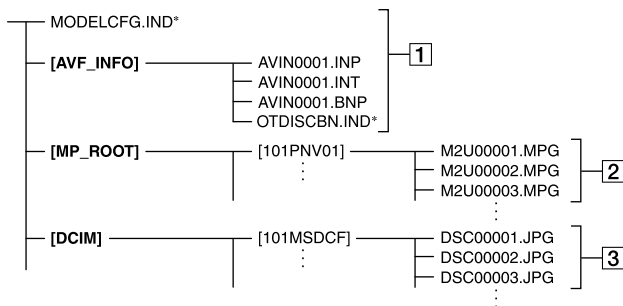 MODELCFG.IND*
[AVF_INFO] AVIN0001.INP
AVIN0001.INT
AVIN0001.BNP
OTDISCBN.IND*
1
[MP_ROOT] [101PNV01] M2U00001.MPG
M2U00002.MPG
M2U00003.MPG
2
[DCIM] [101MSDCF] DSC00001.JPG
DSC00002.JPG
DSC00003.JPG
3